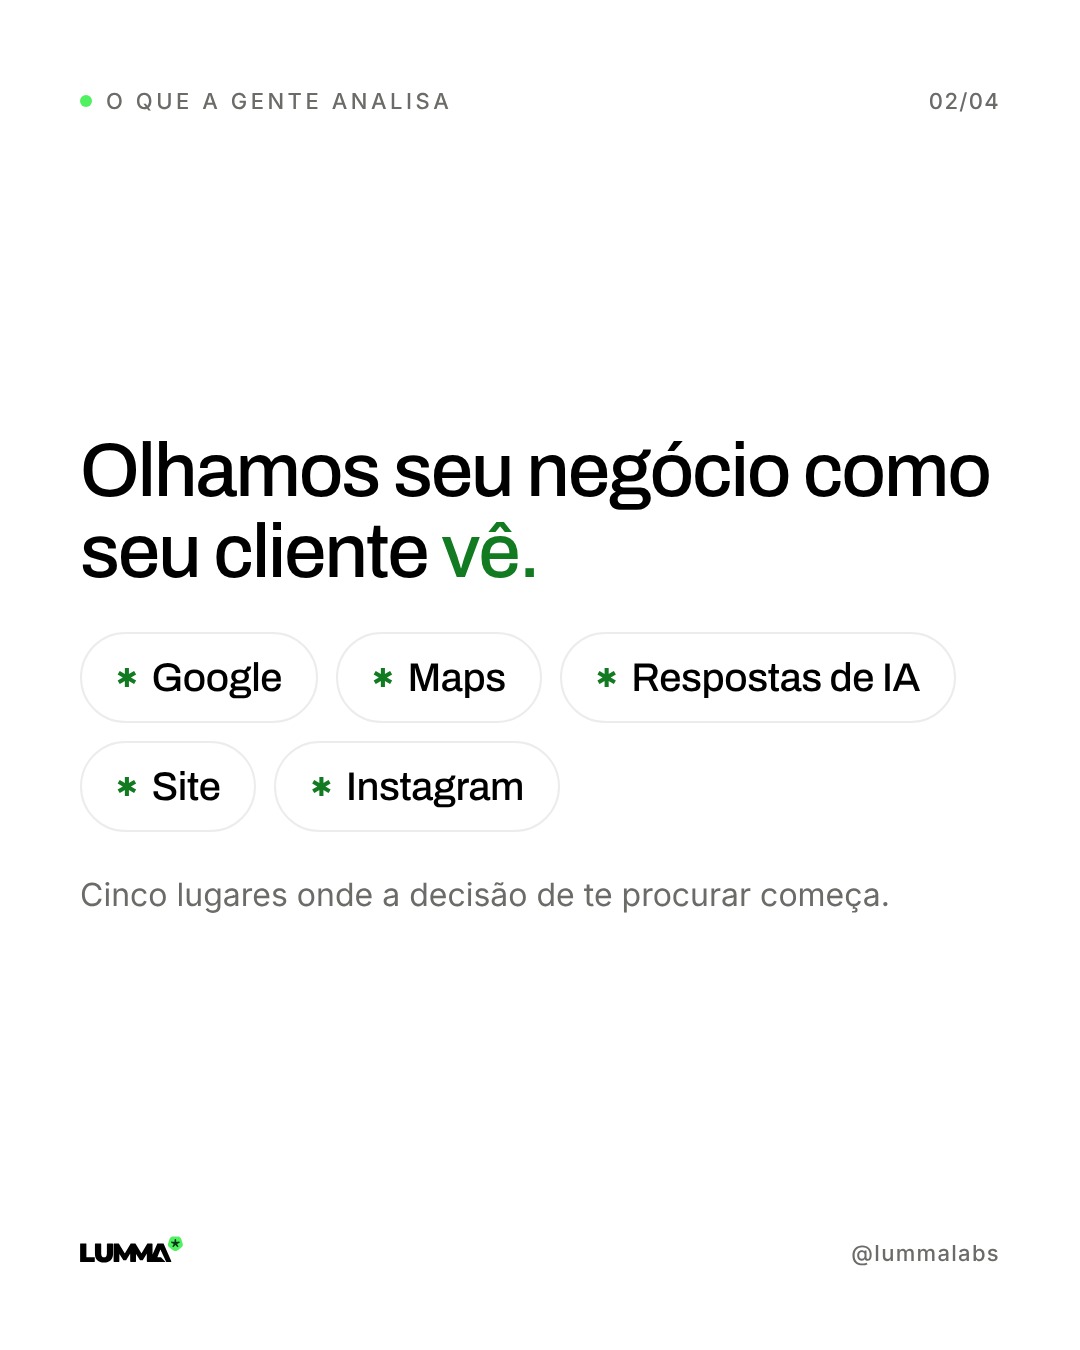 O QUE A GENTE ANALISA
02/04
Olhamos seu negócio como
seu cliente vê.
* Google
* Maps
* Respostas de IA
* Site
* Instagram
Cinco lugares onde a decisão de te procurar começa.
LUMMA*
@lummalabs